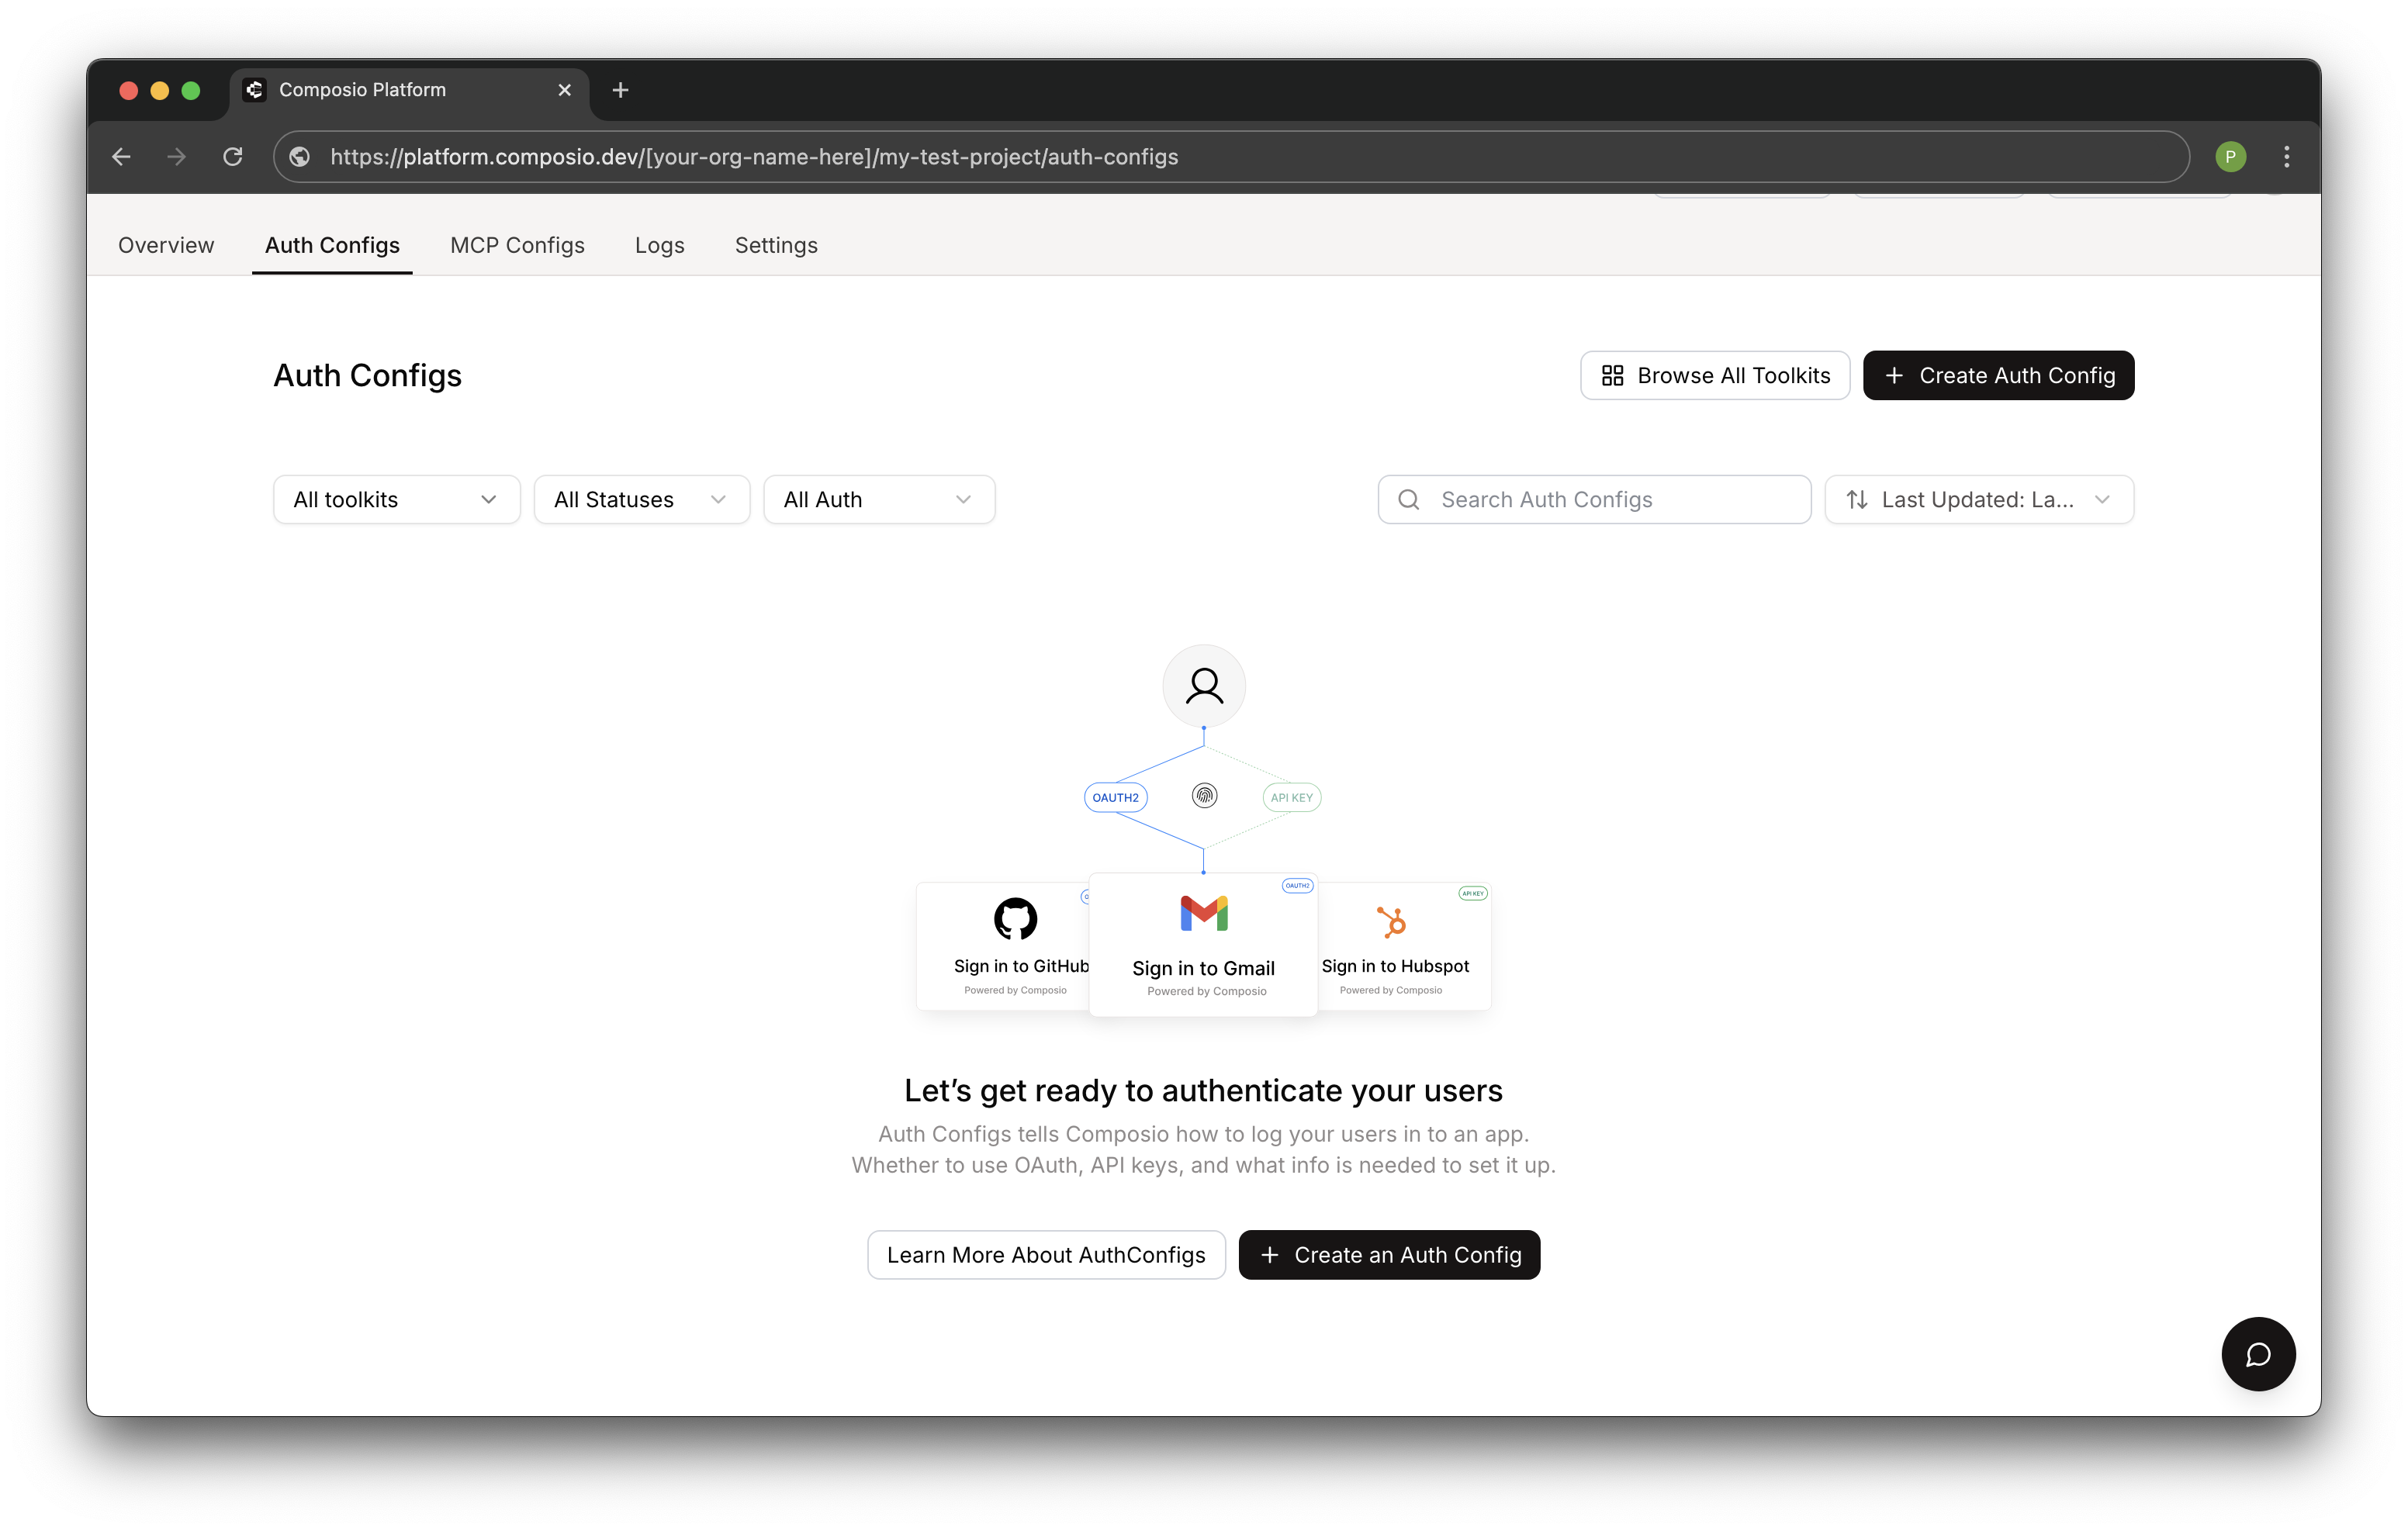 Composio Platform
https://platform.composio.dev/[your-org-name-here]/my-test-project/auth-configs
P
Overview
Auth Configs
MCP Configs
Logs
Settings
Auth Configs
Browse All Toolkits
Create Auth Config
All toolkits
All Statuses
All Auth
Search Auth Configs
Last Updated: La...
OAUTH2
API KEY
Sign in to GitHub
Powered by Composio
OAUTH2
Sign in to Gmail
Powered by Composio
API KEY
Sign in to Hubspot
Powered by Composio
Let’s get ready to authenticate your users
Auth Configs tells Composio how to log your users in to an app.
Whether to use OAuth, API keys, and what info is needed to set it up.
Learn More About AuthConfigs
Create an Auth Config